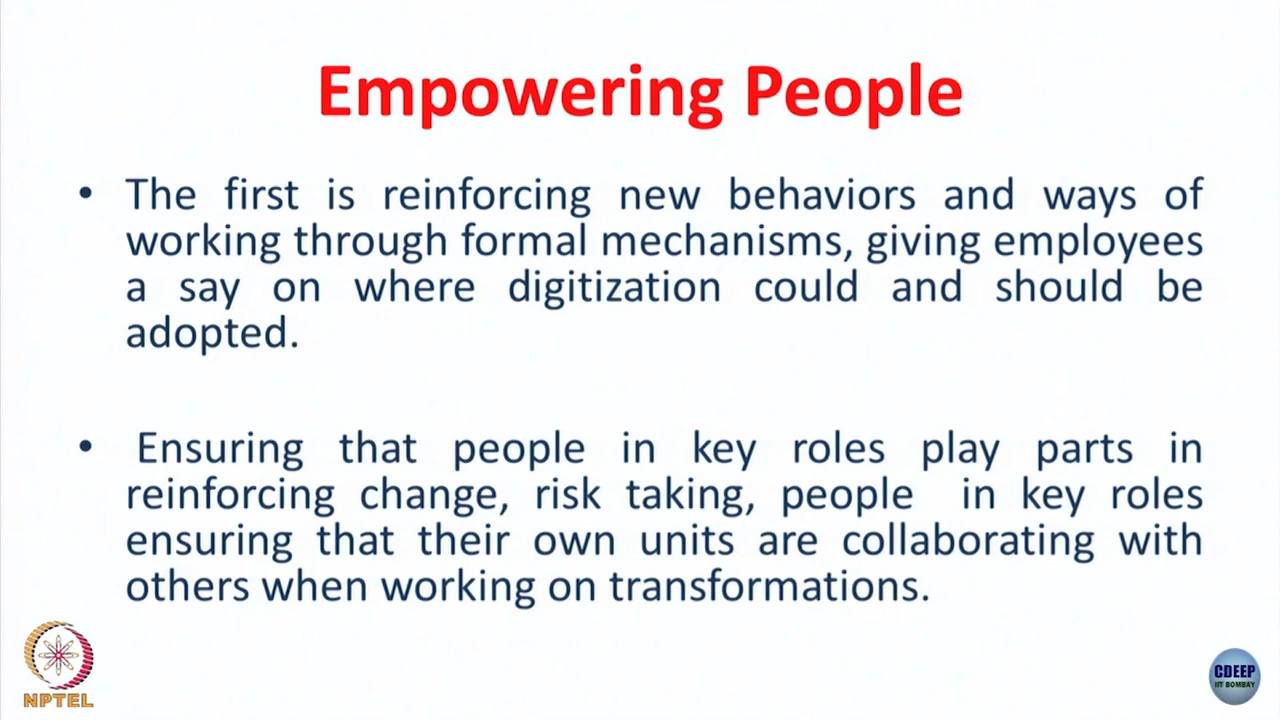 Empowering People
• The first is reinforcing new behaviors and ways of
working through formal mechanisms, giving employees
a say on where digitization could and should be
adopted.
• Ensuring that people in key roles play parts in
reinforcing change, risk taking, people in key roles
ensuring that their own units are collaborating with
others when working on transformations.
NPTEL
CDEEP
IIT BOMBAY